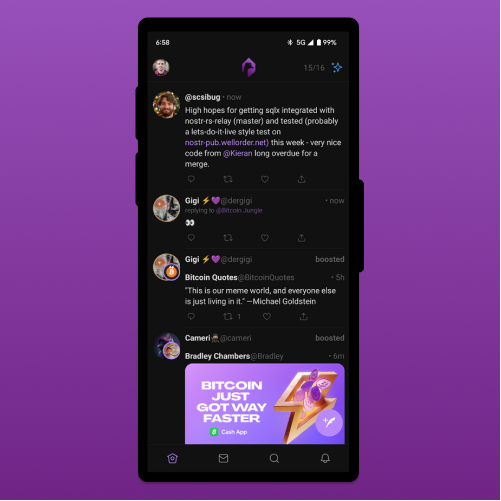 6:58
5G 99%
15/16
@scsibug • now
High hopes for getting sqlx integrated with
nostr-rs-relay (master) and tested (probably
a lets-do-it-live style test on
nostr-pub.wellorder.net) this week - very nice
code from @Kieran long overdue for a
merge.
Gigi ⚡💜@dergigi • now
replying to @Bitcoin Jungle
👀
Gigi ⚡💜@dergigi boosted
Bitcoin Quotes@BitcoinQuotes • 5h
"This is our meme world, and everyone else
is just living in it." —Michael Goldstein
1
Cameri@cameri boosted
Bradley Chambers@Bradley • 6m
BITCOIN
JUST
GOT WAY
FASTER
Cash App